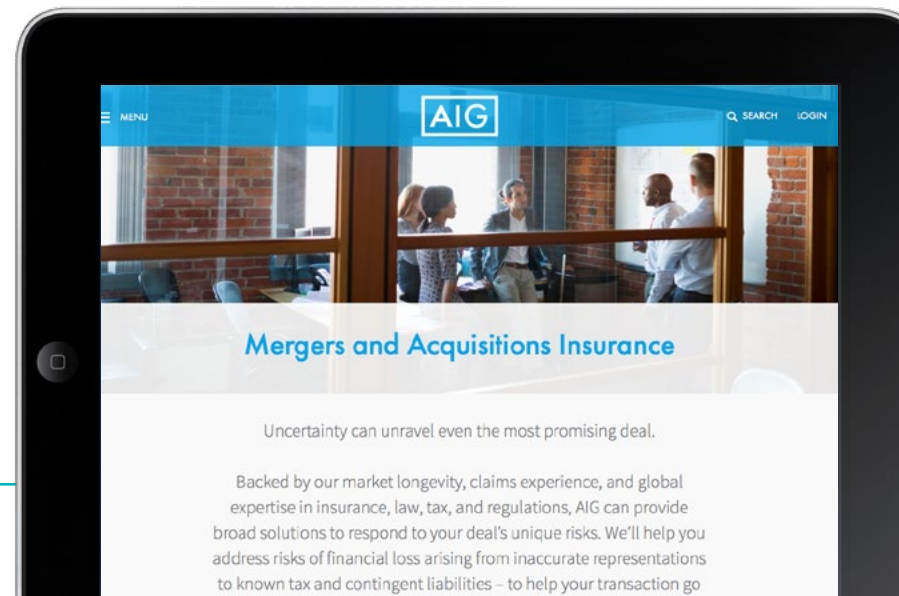 MENU
AIG
SEARCH
LOGIN
Mergers and Acquisitions Insurance
Uncertainty can unravel even the most promising deal.
Backed by our market longevity, claims experience, and global
expertise in insurance, law, tax, and regulations, AIG can provide
broad solutions to respond to your deal's unique risks. We'll help you
address risks of financial loss arising from inaccurate representations
to known tax and contingent liabilities – to help your transaction go